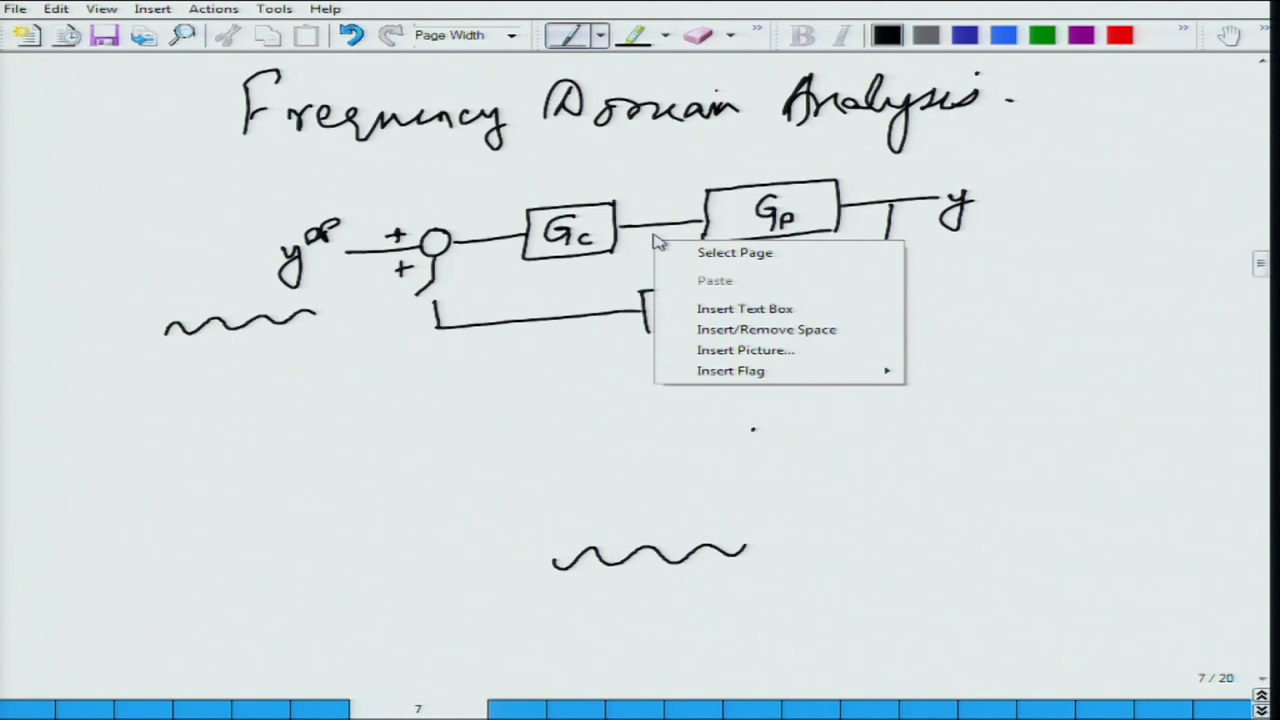 File Edit View Insert Actions Tools Help
Page Width
B I
Frequency Domain Analysis.
+ Gc Gp y
+
Select Page
Paste
Insert Text Box
Insert/Remove Space
Insert Picture...
Insert Flag
7 / 20
7